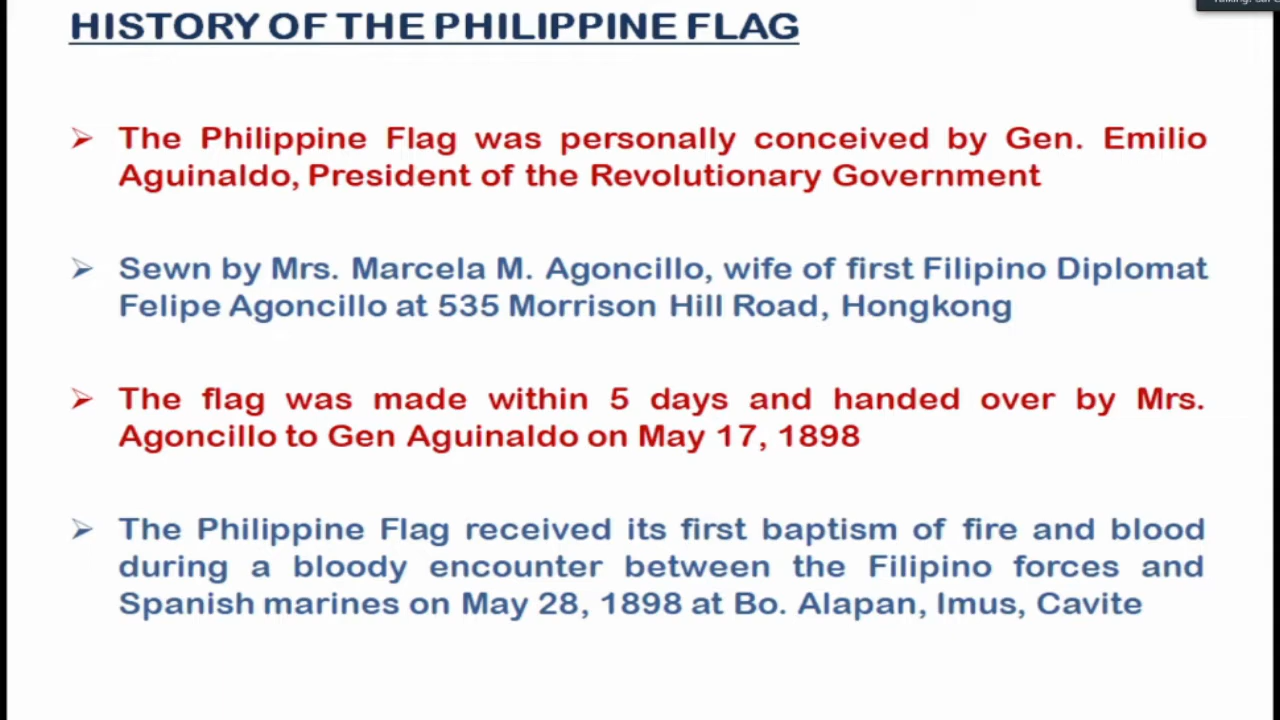 HISTORY OF THE PHILIPPINE FLAG
➢ The Philippine Flag was personally conceived by Gen. Emilio
Aguinaldo, President of the Revolutionary Government
➢ Sewn by Mrs. Marcela M. Agoncillo, wife of first Filipino Diplomat
Felipe Agoncillo at 535 Morrison Hill Road, Hongkong
➢ The flag was made within 5 days and handed over by Mrs.
Agoncillo to Gen Aguinaldo on May 17, 1898
➢ The Philippine Flag received its first baptism of fire and blood
during a bloody encounter between the Filipino forces and
Spanish marines on May 28, 1898 at Bo. Alapan, Imus, Cavite